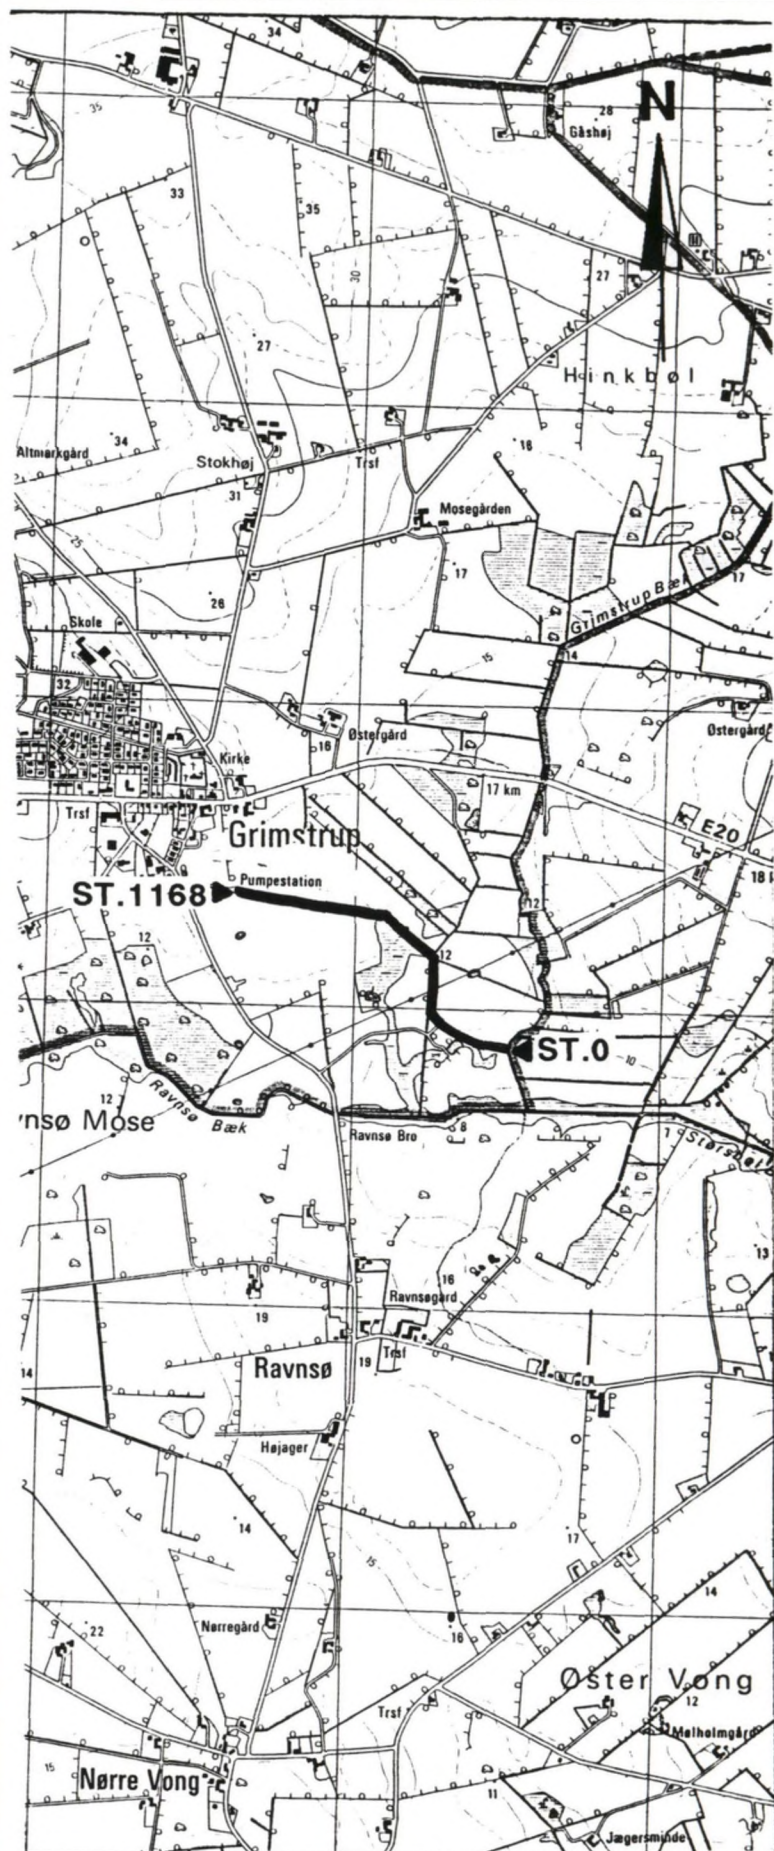 34
35
28
N
Gåshøj
33
35
30
27
27
Hinkbøl
Altmarkgård
34
Stokhøj
Trsf
16
31
Mosegården
25
17
17
26
Grimstrup Bæk
Skole
14
15
32
Østergård
Østergård
16
Kirke
17 km
Trsf
Grimstrup
E20
18
ST.1168
Pumpestation
12
12
12
ST.0
10
12
Ravnsø Bæk
vnsø Mose
Ravnsø Bro
8
7
16
13
Ravnsøgård
19
Trsf
Ravnsø
19
14
Højager
14
17
15
14
Nørregård
22
16
Øster Vong
Trsf
12
Mølholmgård
15
Nørre Vong
11
Jægersminde